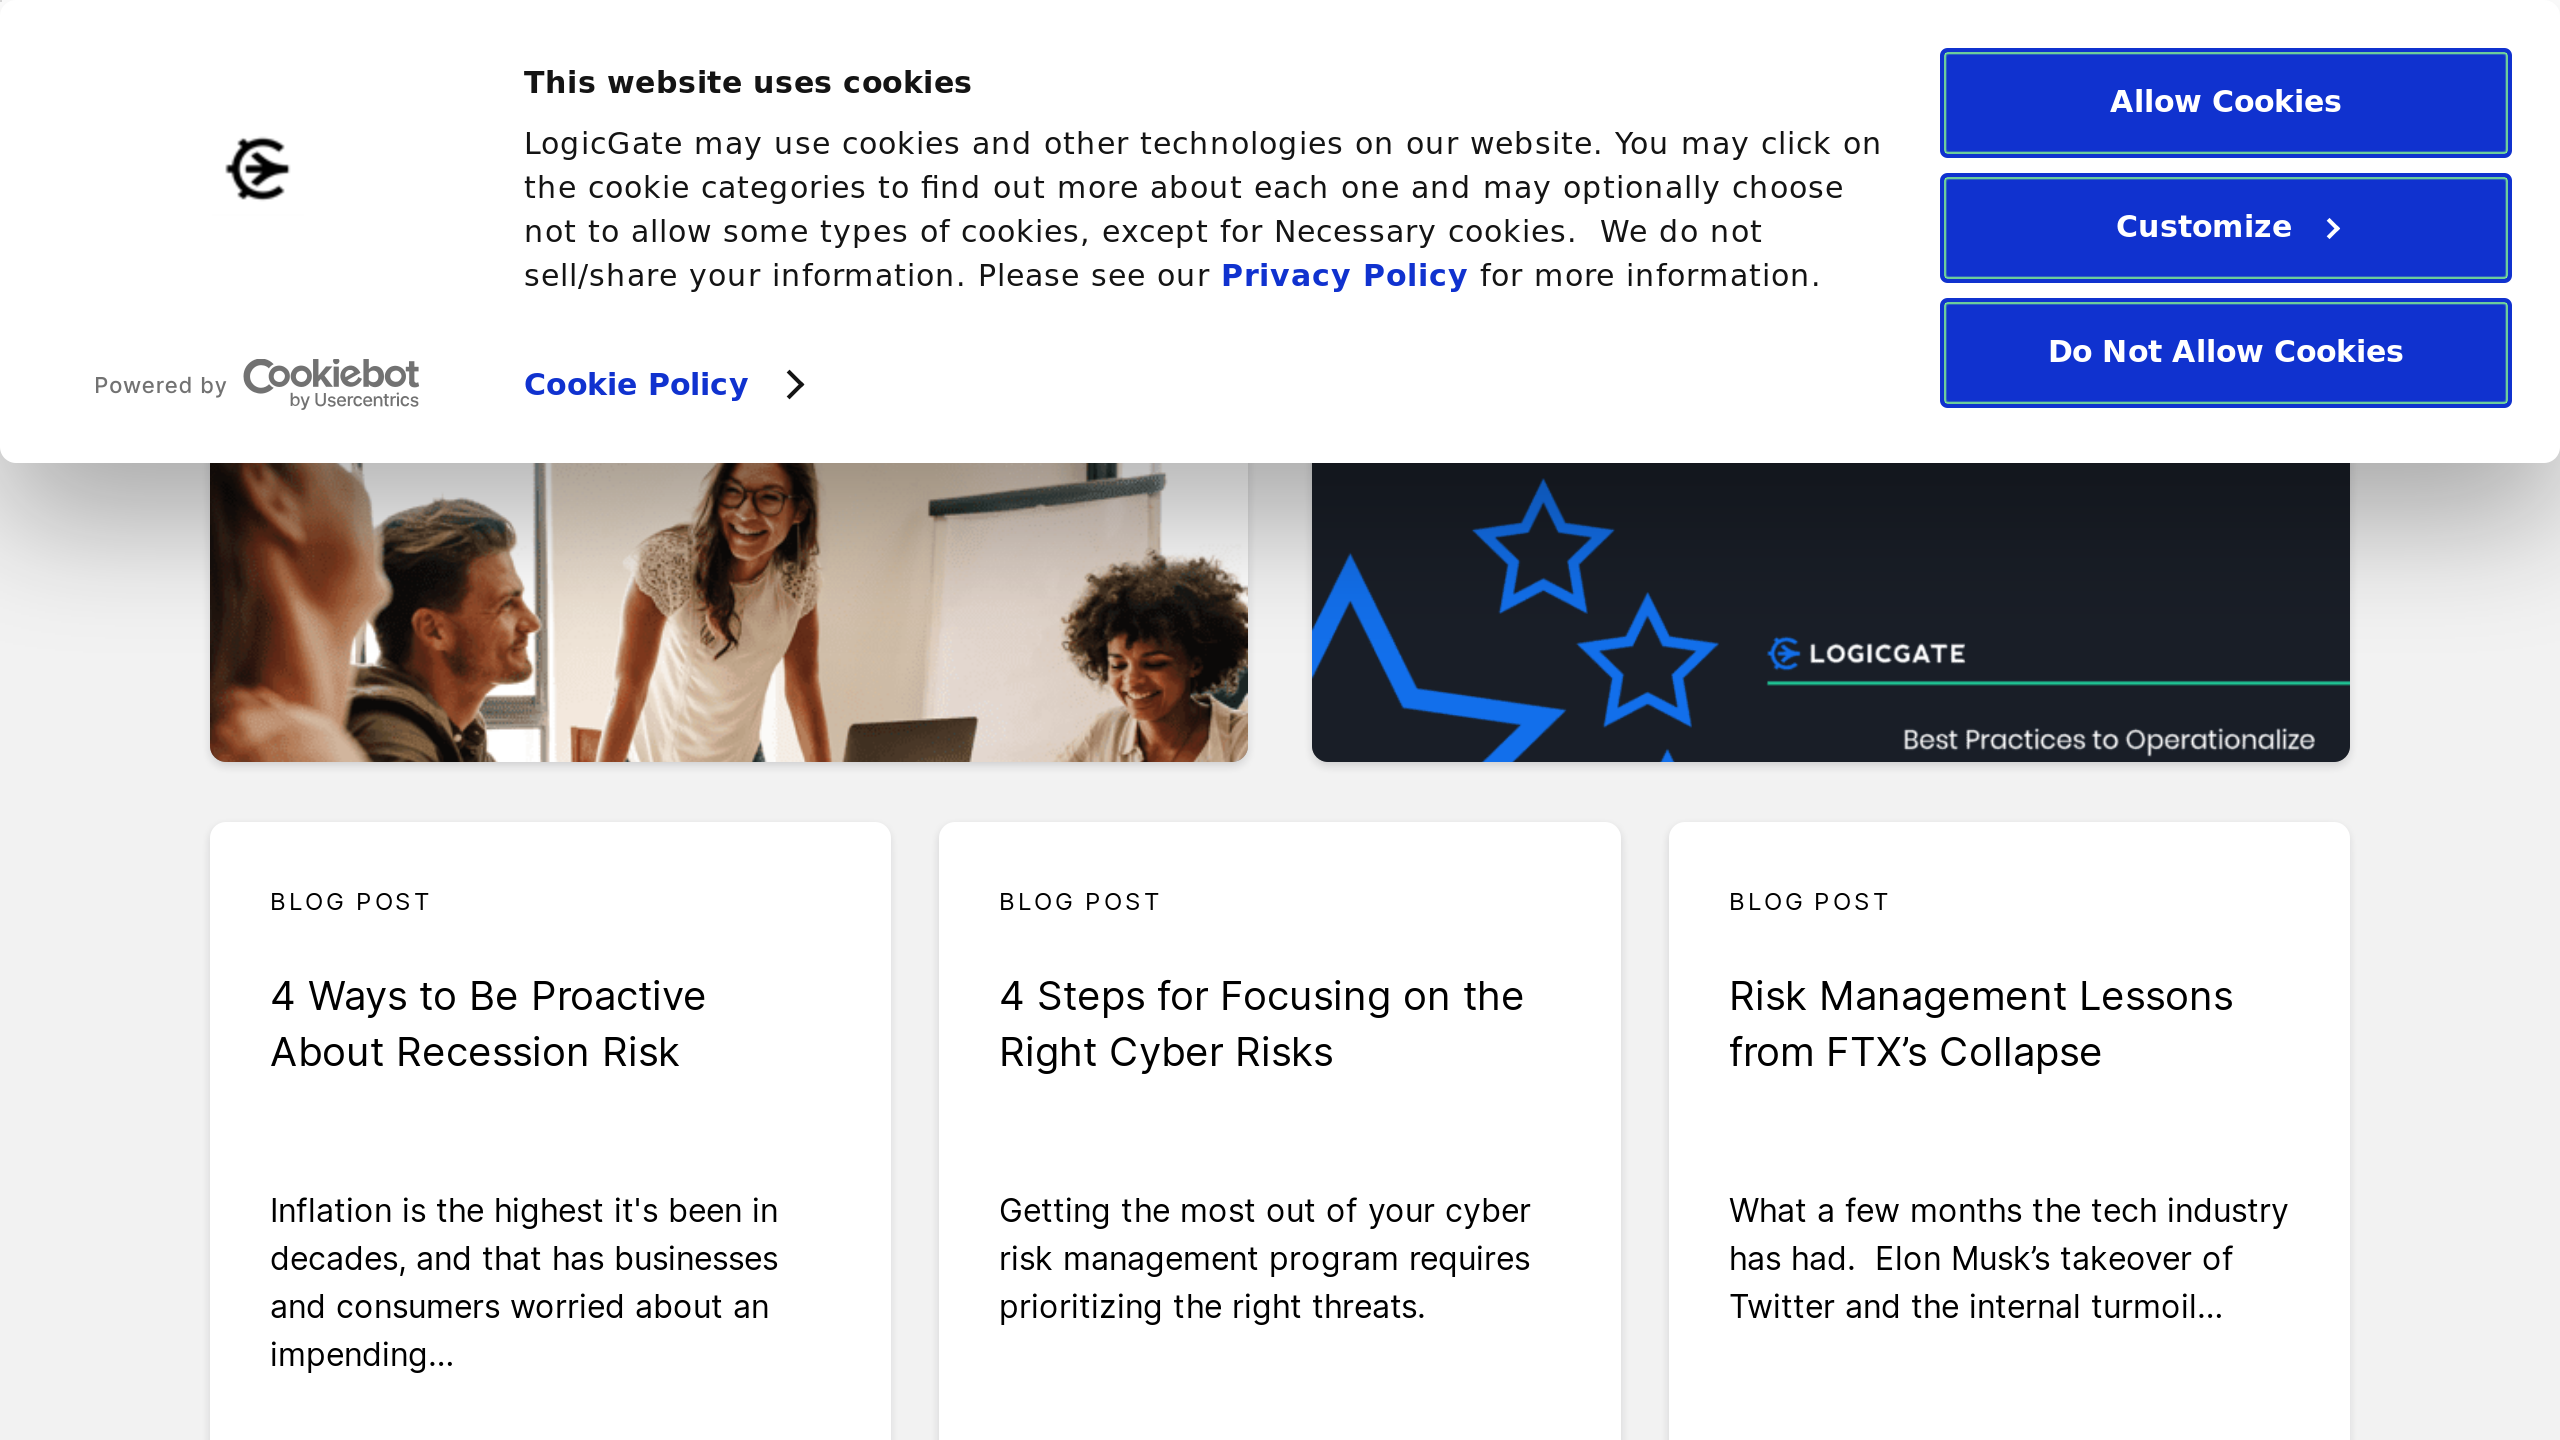 This website uses cookies
LogicGate may use cookies and other technologies on our website. You may click on
the cookie categories to find out more about each one and may optionally choose
not to allow some types of cookies, except for Necessary cookies.  We do not
sell/share your information. Please see our Privacy Policy for more information.
Powered by Cookiebot
by Usercentrics
Cookie Policy
Allow Cookies
Customize
Do Not Allow Cookies
LOGICGATE
Best Practices to Operationalize
BLOG POST
4 Ways to Be Proactive
About Recession Risk
Inflation is the highest it's been in
decades, and that has businesses
and consumers worried about an
impending...
BLOG POST
4 Steps for Focusing on the
Right Cyber Risks
Getting the most out of your cyber
risk management program requires
prioritizing the right threats.
BLOG POST
Risk Management Lessons
from FTX’s Collapse
What a few months the tech industry
has had.  Elon Musk’s takeover of
Twitter and the internal turmoil...